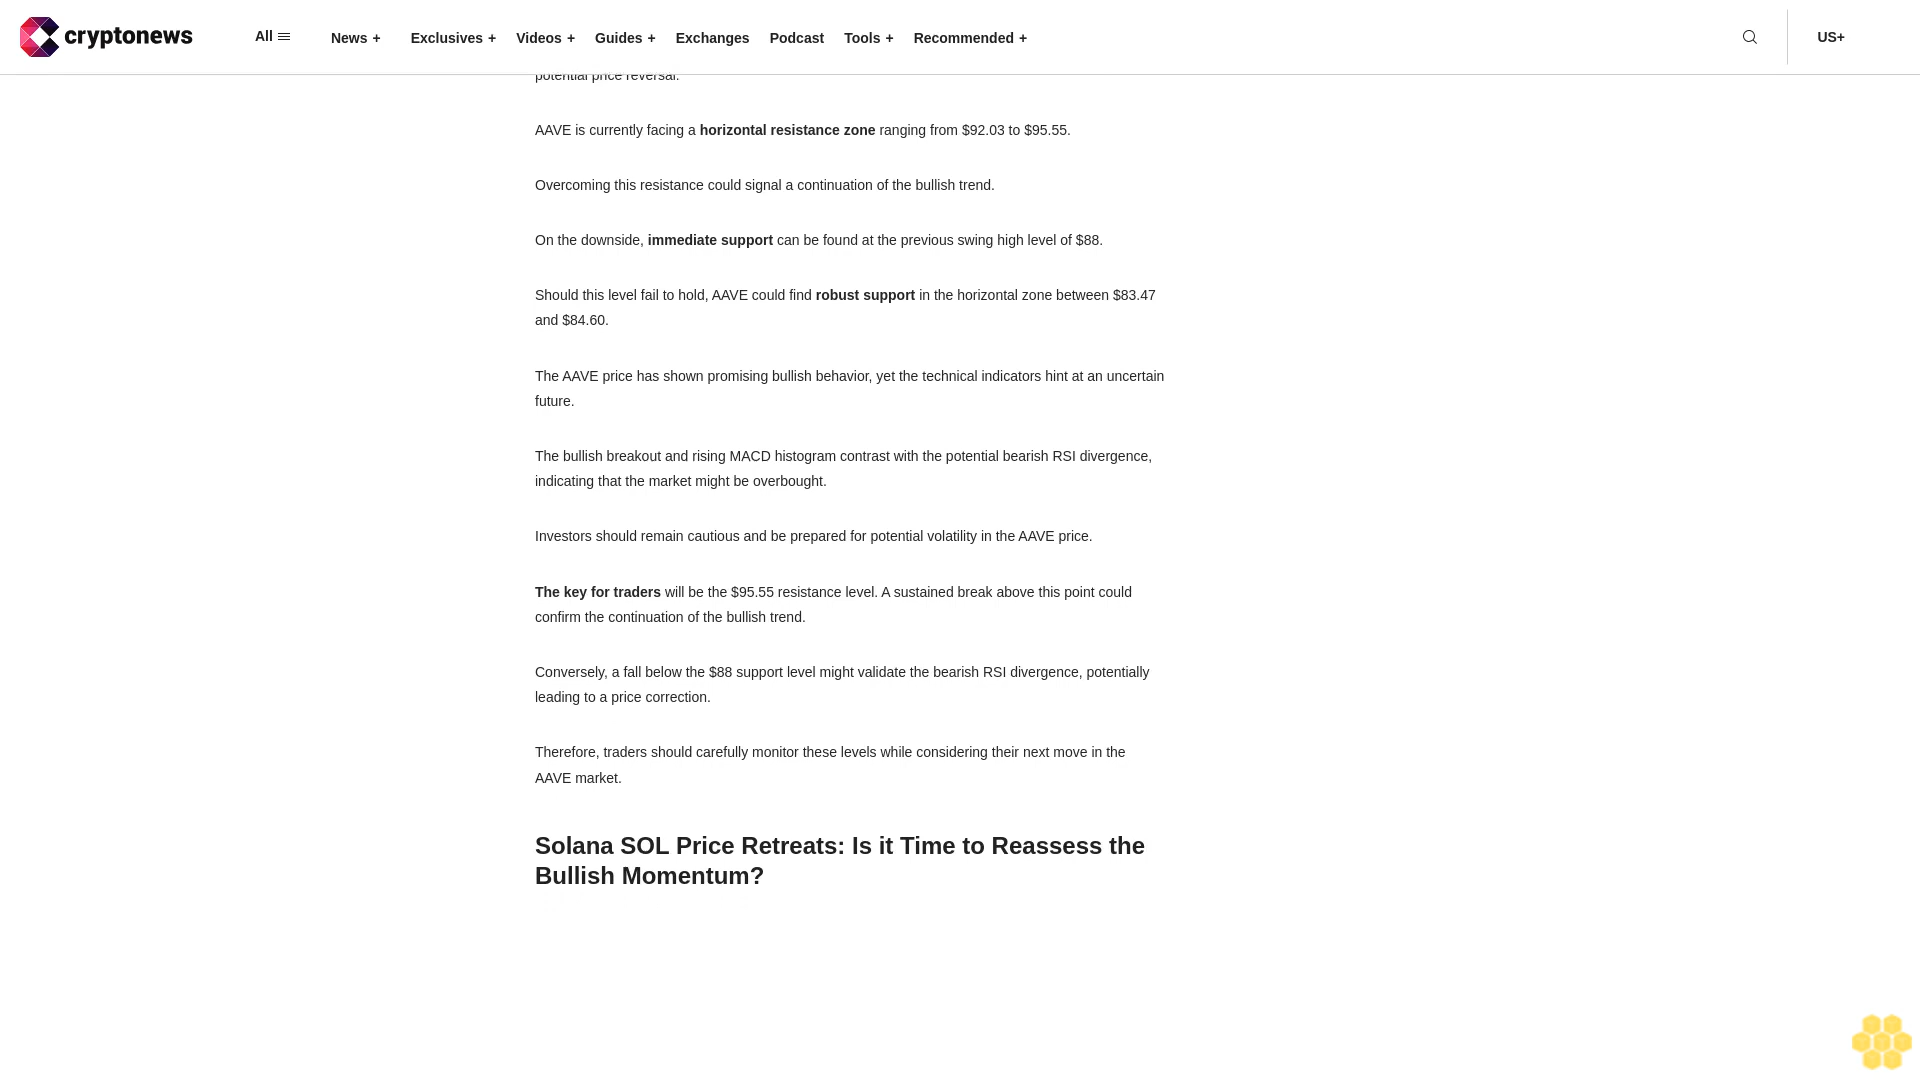 cryptonews
All
News +
Exclusives +
Videos +
Guides +
Exchanges
Podcast
Tools +
Recommended +
US+
potential price reversal.
AAVE is currently facing a horizontal resistance zone ranging from $92.03 to $95.55.
Overcoming this resistance could signal a continuation of the bullish trend.
On the downside, immediate support can be found at the previous swing high level of $88.
Should this level fail to hold, AAVE could find robust support in the horizontal zone between $83.47
and $84.60.
The AAVE price has shown promising bullish behavior, yet the technical indicators hint at an uncertain
future.
The bullish breakout and rising MACD histogram contrast with the potential bearish RSI divergence,
indicating that the market might be overbought.
Investors should remain cautious and be prepared for potential volatility in the AAVE price.
The key for traders will be the $95.55 resistance level. A sustained break above this point could
confirm the continuation of the bullish trend.
Conversely, a fall below the $88 support level might validate the bearish RSI divergence, potentially
leading to a price correction.
Therefore, traders should carefully monitor these levels while considering their next move in the
AAVE market.
Solana SOL Price Retreats: Is it Time to Reassess the
Bullish Momentum?